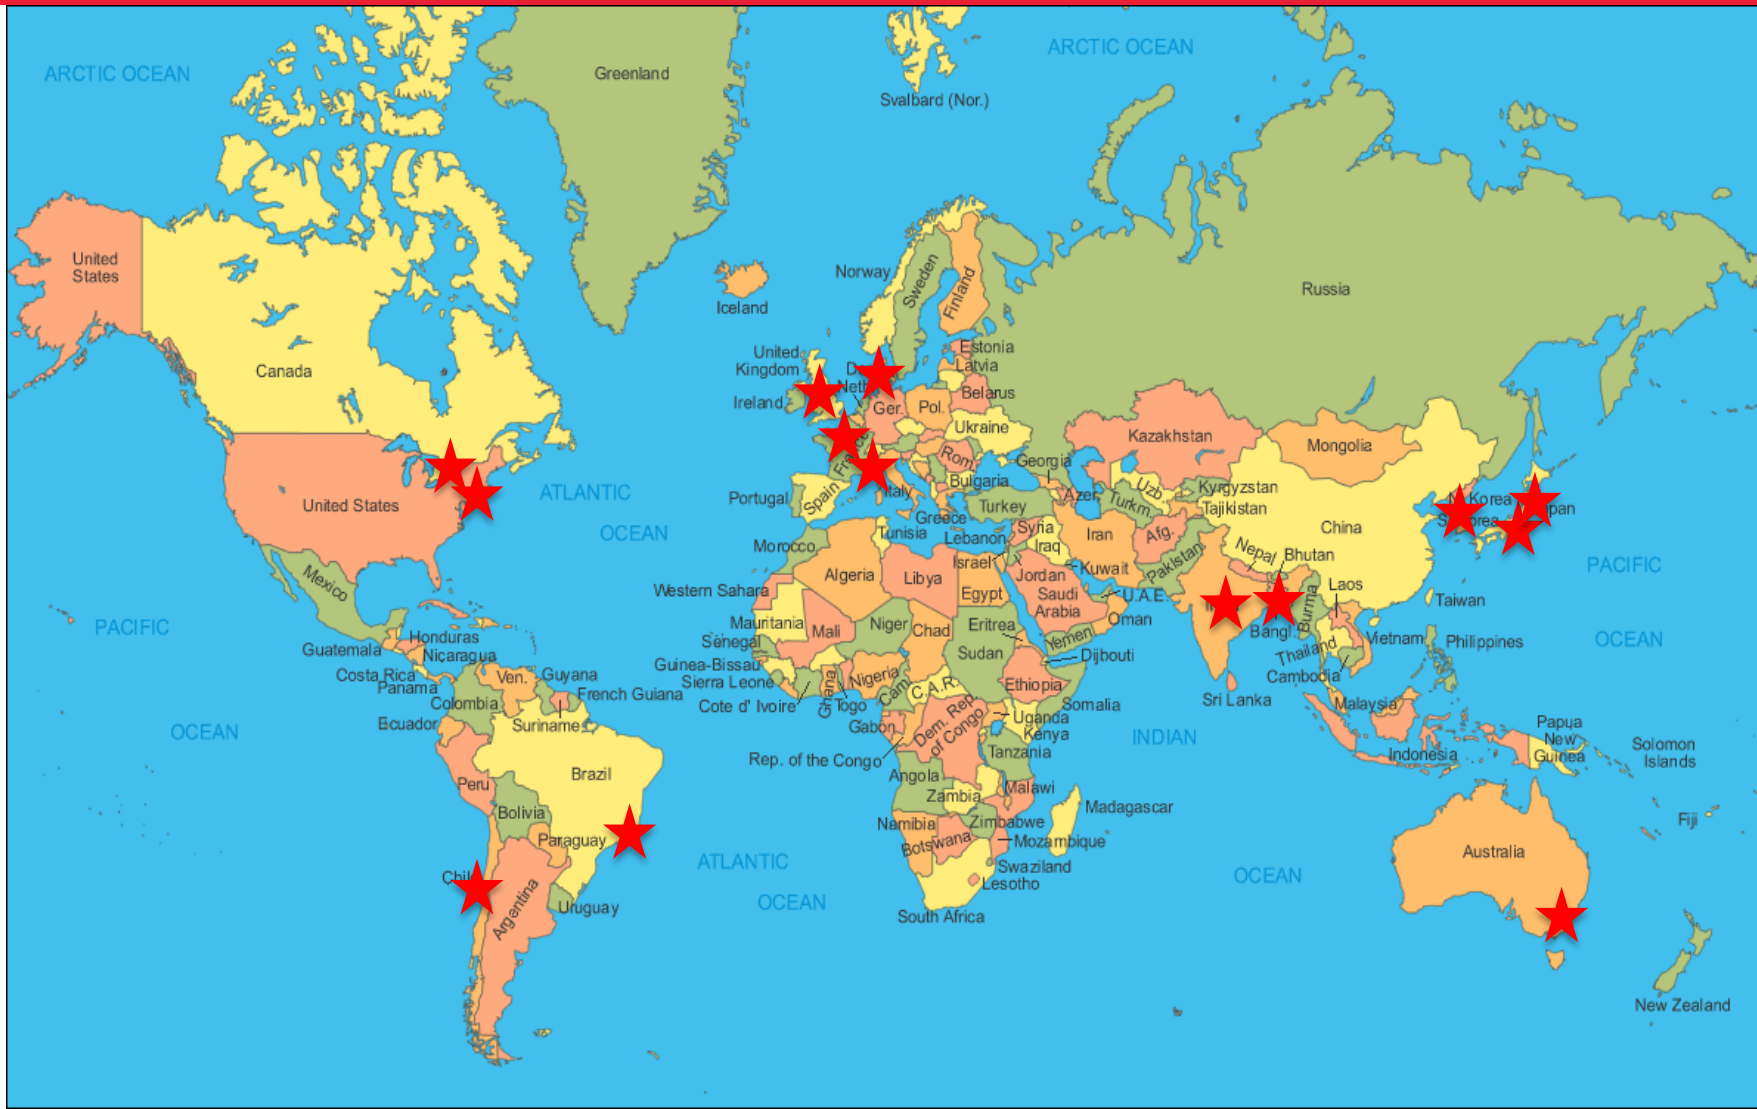 ARCTIC OCEAN
ARCTIC OCEAN
Greenland
Svalbard (Nor.)
United
States
Canada
Iceland
Norway
Sweden
Finland
Russia
United
Kingdom
Ireland
Estonia
Latvia
Belarus
Ger.
Pol.
Ukraine
Rom.
Bulgaria
Georgia
Kazakhstan
Mongolia
United States
ATLANTIC
OCEAN
Portugal
Spain
Italy
Greece
Turkey
Azer.
Uzb.
Turkm.
Kyrgyzstan
Tajikistan
China
PACIFIC
OCEAN
Mexico
Morocco
Tunisia
Lebanon
Syria
Israel
Iraq
Iran
Afg.
Pakistan
Nepal
Bhutan
Kuwait
Jordan
Saudi
Arabia
U.A.E.
Oman
Yemen
Western Sahara
Algeria
Libya
Egypt
Mauritania
Mali
Niger
Chad
Sudan
Eritrea
Djibouti
Ethiopia
Somalia
Senegal
Guinea-Bissau
Sierra Leone
Cote d' Ivoire
Ghana
Togo
Nigeria
Cam.
C.A.R.
Gabon
Rep. of the Congo
Dem. Rep.
of Congo
Uganda
Kenya
Tanzania
Angola
Zambia
Malawi
Namibia
Botswana
Zimbabwe
Mozambique
Madagascar
Swaziland
Lesotho
South Africa
Bangl.
Burma
Laos
Thailand
Vietnam
Cambodia
Taiwan
Philippines
Sri Lanka
Malaysia
Indonesia
Papua
New
Guinea
Solomon
Islands
Fiji
Australia
New Zealand
PACIFIC
OCEAN
Guatemala
Honduras
Nicaragua
Costa Rica
Panama
Ven.
Guyana
French Guiana
Suriname
Colombia
Ecuador
Peru
Brazil
Bolivia
Paraguay
Argentina
Uruguay
ATLANTIC
OCEAN
INDIAN
OCEAN